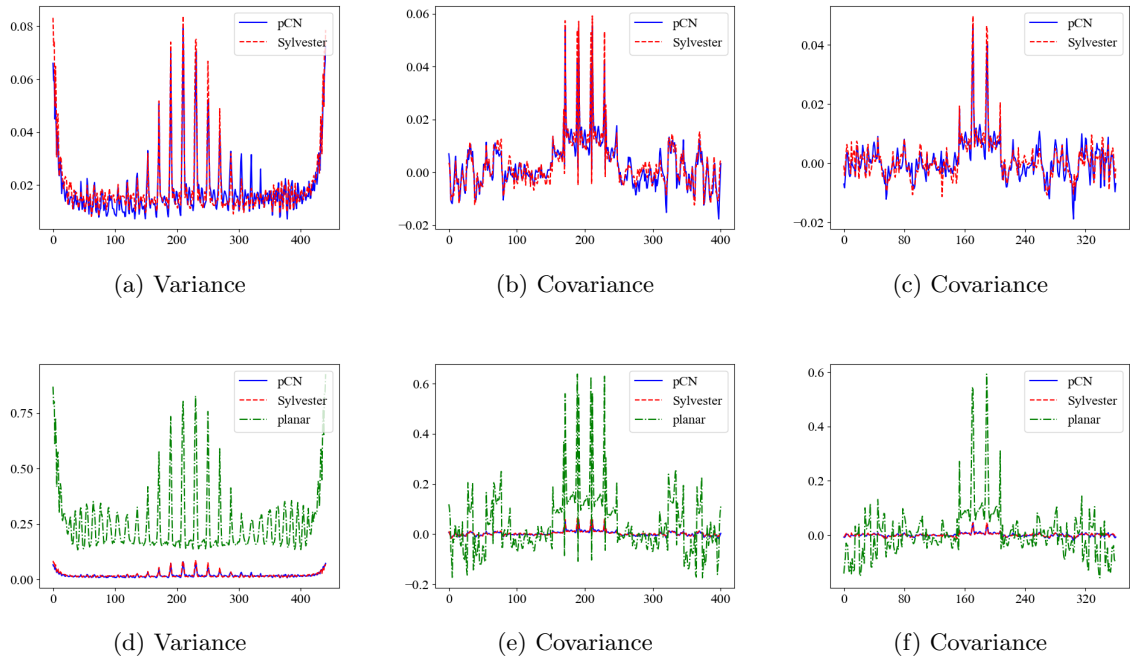 0.08
0.06
0.04
0.02
0
100
200
300
400
pCN
Sylvester
(a) Variance
0.06
0.04
0.02
0.00
−0.02
0
100
200
300
400
pCN
Sylvester
(b) Covariance
0.04
0.02
0.00
−0.02
0
80
160
240
320
pCN
Sylvester
(c) Covariance
0.75
0.50
0.25
0.00
0
100
200
300
400
pCN
Sylvester
planar
(d) Variance
0.6
0.4
0.2
0.0
−0.2
0
100
200
300
400
pCN
Sylvester
planar
(e) Covariance
0.6
0.4
0.2
0.0
0
80
160
240
320
pCN
Sylvester
planar
(f) Covariance